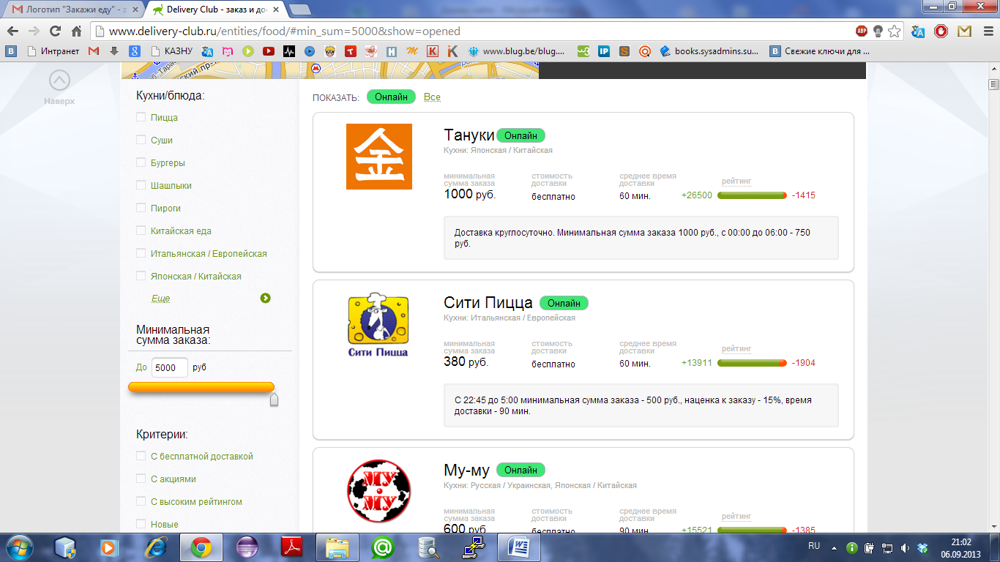 Логотип "Закажи еду" - z
Delivery Club - заказ и до
www.delivery-club.ru/entities/food/#min_sum=5000&show=opened
ABP
B Интранет КАЗНУ www.blug.be/blug.... IP books.sysadmins.su... B Свежие ключи для ...
Наверх
Кухни/блюда:
Пицца
Суши
Бургеры
Шашлыки
Пироги
Китайская еда
Итальянская / Европейская
Японская / Китайская
Еще
Минимальная
сумма заказа:
До 5000 руб
Критерии:
С бесплатной доставкой
С акциями
С высоким рейтингом
Новые
ПОКАЗАТЬ: Онлайн Все
金
Тануки Онлайн
Кухни: Японская / Китайская
минимальная сумма заказа
стоимость доставки
среднее время доставки
рейтинг
1000 руб. бесплатно 60 мин. +26500 -1415
Доставка круглосуточно. Минимальная сумма заказа 1000 руб., с 00:00 до 06:00 - 750
руб.
Сити Пицца
Сити Пицца Онлайн
Кухни: Итальянская / Европейская
минимальная сумма заказа
стоимость доставки
среднее время доставки
рейтинг
380 руб. бесплатно 60 мин. +13911 -1904
С 22:45 до 5:00 минимальная сумма заказа - 500 руб., наценка к заказу - 15%, время
доставки - 90 мин.
МУ
МУ
Му-му Онлайн
Кухни: Русская / Украинская, Японская / Китайская
минимальная сумма заказа
стоимость доставки
среднее время доставки
рейтинг
600 руб. бесплатно 90 мин. +15521 -1385
RU
21:02
06.09.2013